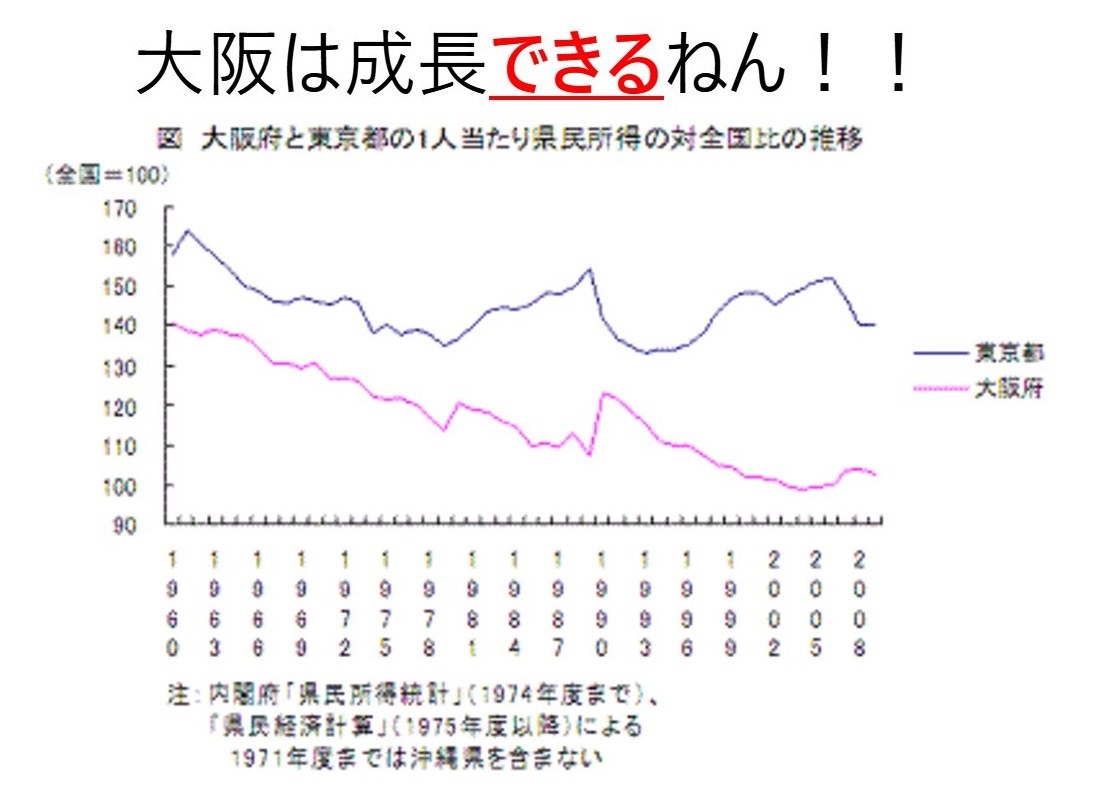 大阪は成長できるねん！！
図　大阪府と東京都の1人当たり県民所得の対全国比の推移
（全国＝100）
170
160
150
140
130
120
110
100
90
東京都
大阪府
1960 1963 1966 1969 1972 1975 1978 1981 1984 1987 1990 1993 1996 1999 2002 2005 2008
注：内閣府「県民所得統計」（1974年度まで）、
「県民経済計算」（1975年度以降）による
1971年度までは沖縄県を含まない